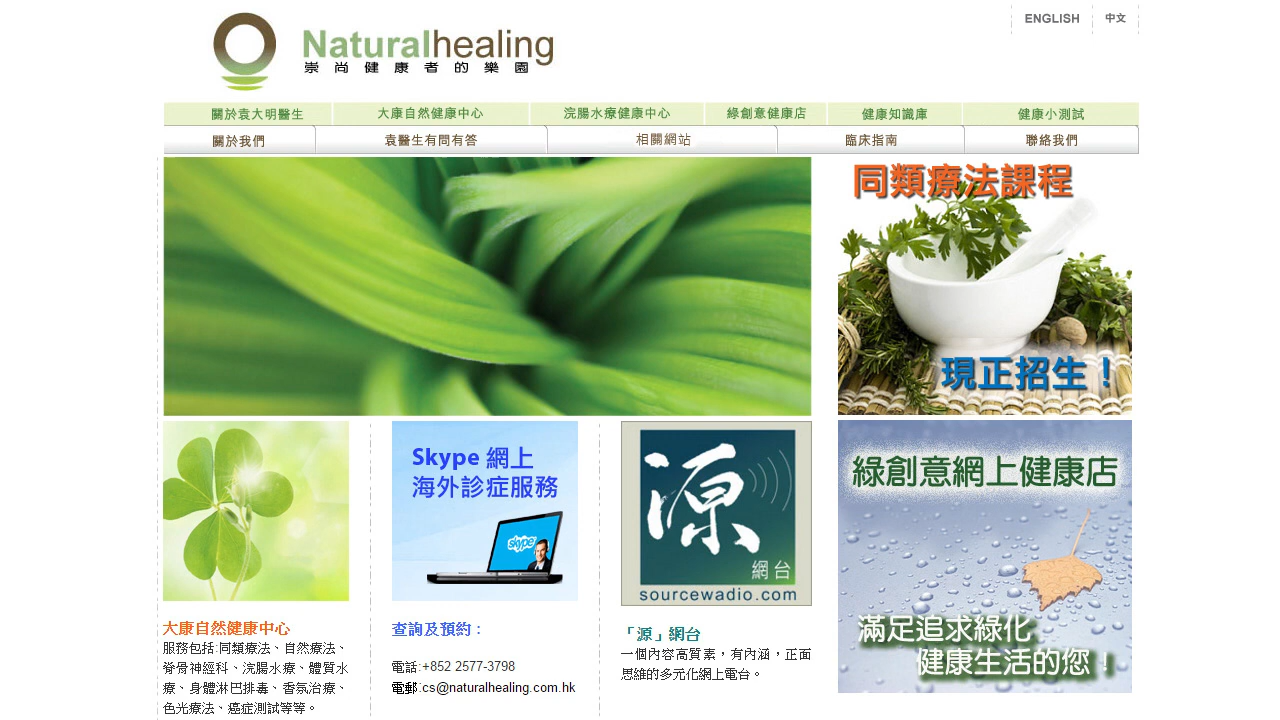 ENGLISH 中文
Naturalhealing
崇尚健康者的樂園
關於袁大明醫生 大康自然健康中心 浣腸水療健康中心 綠創意健康店 健康知識庫 健康小測試
關於我們 袁醫生有問有答 相關網站 臨床指南 聯絡我們
同類療法課程
現正招生！
Skype 網上
海外診症服務
skype
源
網台
sourcewadio.com
綠創意網上健康店
滿足追求綠化
健康生活的您！
大康自然健康中心
服務包括:同類療法、自然療法、
脊骨神經科、浣腸水療、體質水
療、身體淋巴排毒、香氛治療、
色光療法、癌症測試等等。
查詢及預約：
電話:+852 2577-3798
電郵:cs@naturalhealing.com.hk
「源」網台
一個內容高質素，有內涵，正面
思維的多元化網上電台。